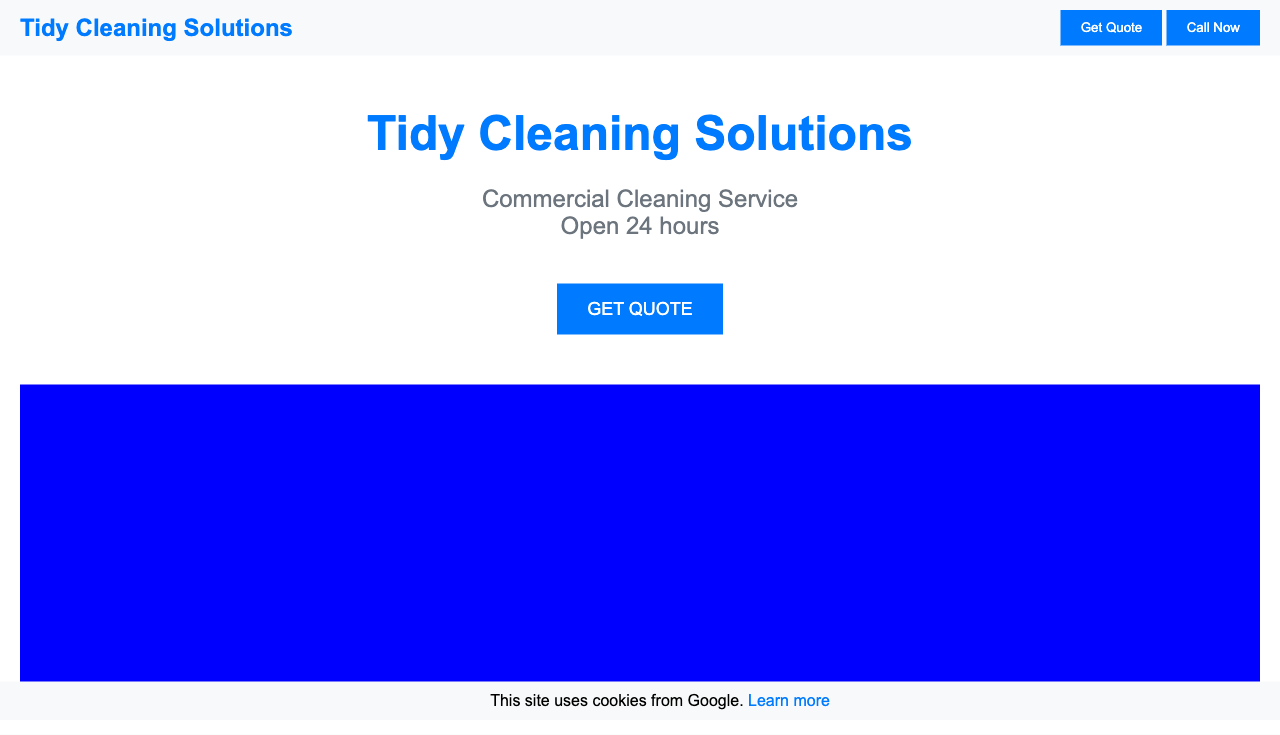 Tidy Cleaning Solutions
Get Quote
Call Now
Tidy Cleaning Solutions
Commercial Cleaning Service
Open 24 hours
GET QUOTE
This site uses cookies from Google. Learn more